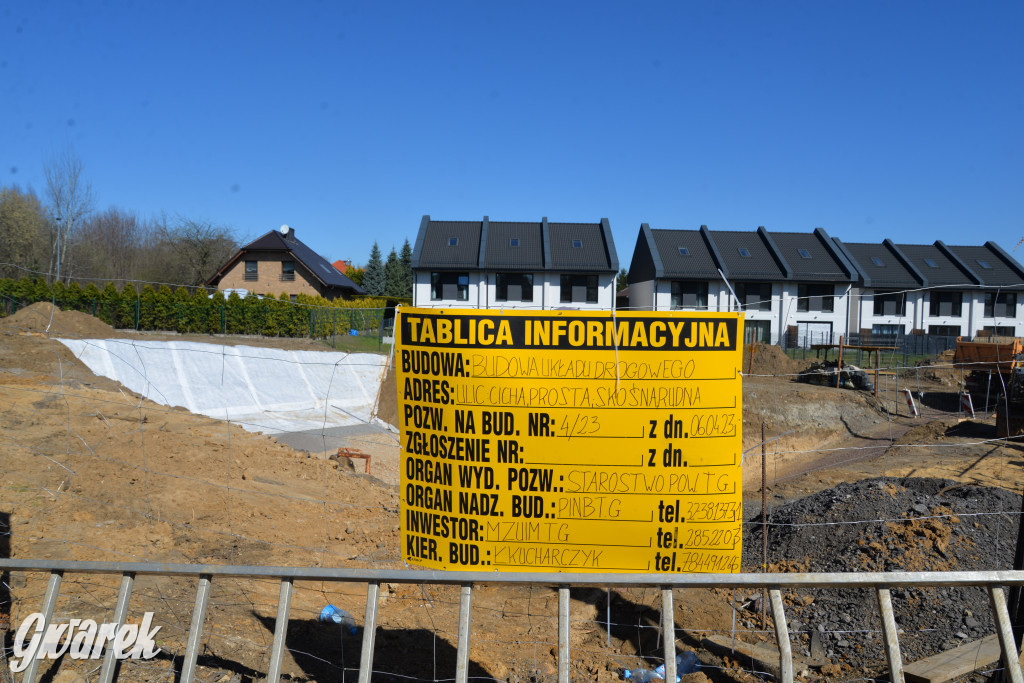 TABLICA INFORMACYJNA
BUDOWA: BUDOWA UKŁADU DROGOWEGO
ADRES: ULIC CICHA, PROSTA, SKOŚNA RUDNA
POZW. NA BUD. NR: 4/23 z dn. 06.04.23
ZGŁOSZENIE NR: z dn.
ORGAN WYD. POZW.: STAROSTWO POW. TG
ORGAN NADZ. BUD.: PINB TG tel.
INWESTOR: MZUIM TG tel. 2852203
KIER. BUD.: K KUCHARCZYK tel.
Gwarek